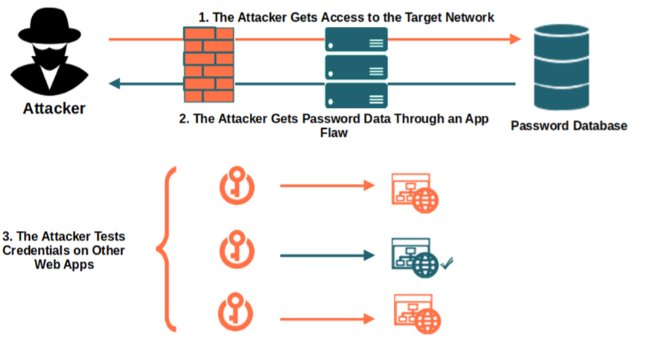 1. The Attacker Gets Access to the Target Network
Attacker
2. The Attacker Gets Password Data Through an App
Flaw
Password Database
3. The Attacker Tests
Credentials on Other
Web Apps